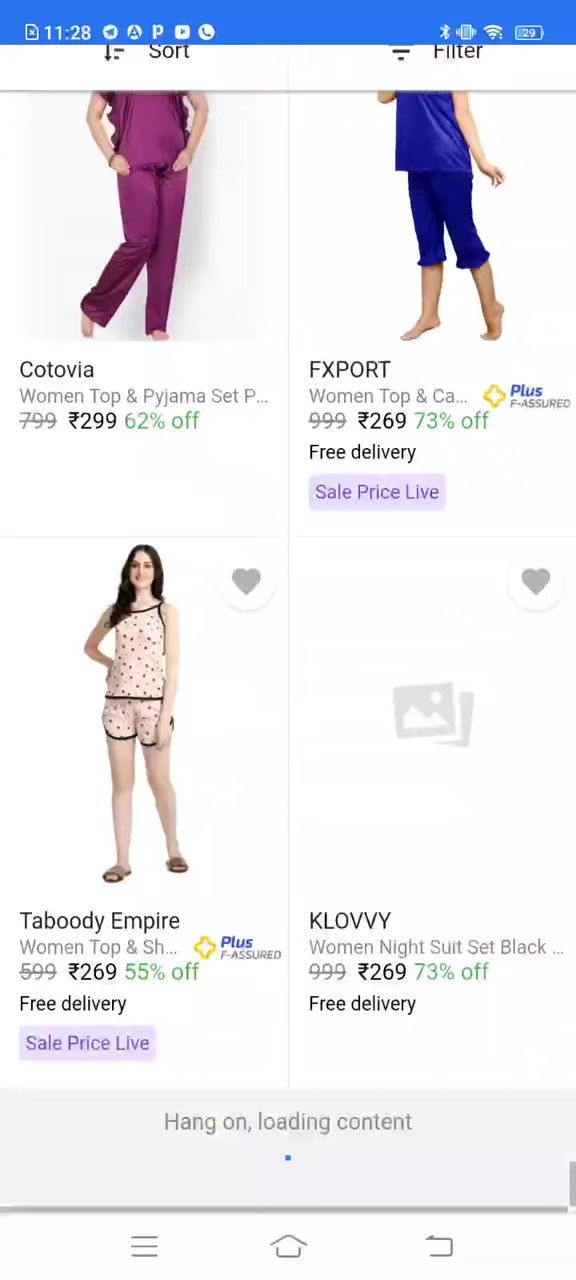 11:28
29
Sort
Filter
Cotovia
Women Top & Pyjama Set P...
799 ₹299 62% off
FXPORT
Women Top & Ca... Plus
F-ASSURED
999 ₹269 73% off
Free delivery
Sale Price Live
Taboody Empire
Women Top & Sh... Plus
F-ASSURED
599 ₹269 55% off
Free delivery
Sale Price Live
KLOVVY
Women Night Suit Set Black ...
999 ₹269 73% off
Free delivery
Hang on, loading content